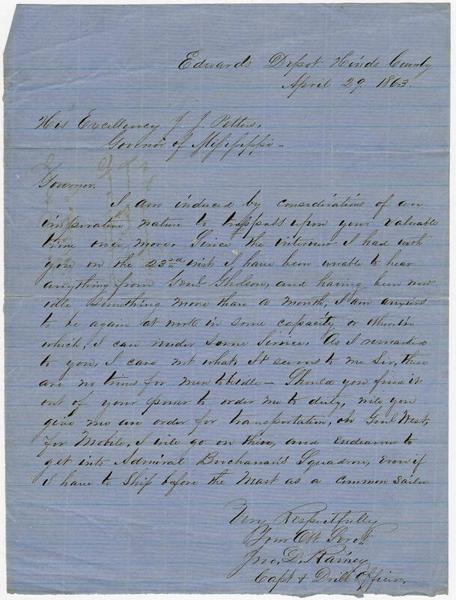 Edwards Depot Hinds County
April 29 1863.
His Excellency J. J. Pettus,
Govenor of Mississippi—
Governor.
I am induced by considerations of an
imperative nature to trespass upon your valuable
time once more. Since the interview I had with
you on the 23rd inst I have been unable to hear
anything from Genl Gholson, and having been now
idle something more than a month, I am anxious
to be again at work in some capacity or other in
which, I can render some service. As I remarked
to you, I care not what, It seems to me Sir, these
are no times for men to be idle— Should you find it
out of your power to order me to duty, will you
give me an order for transportation, on Genl West,
for Mobile, I will go on there, and endeavor to
get into Admiral Buchanan's Squadron, even if
I have to ship before the Mast as a common Sailor
Very Respectfully
Your Obt Servt
Jno. D. Rainey
Capt & Drill Officer.